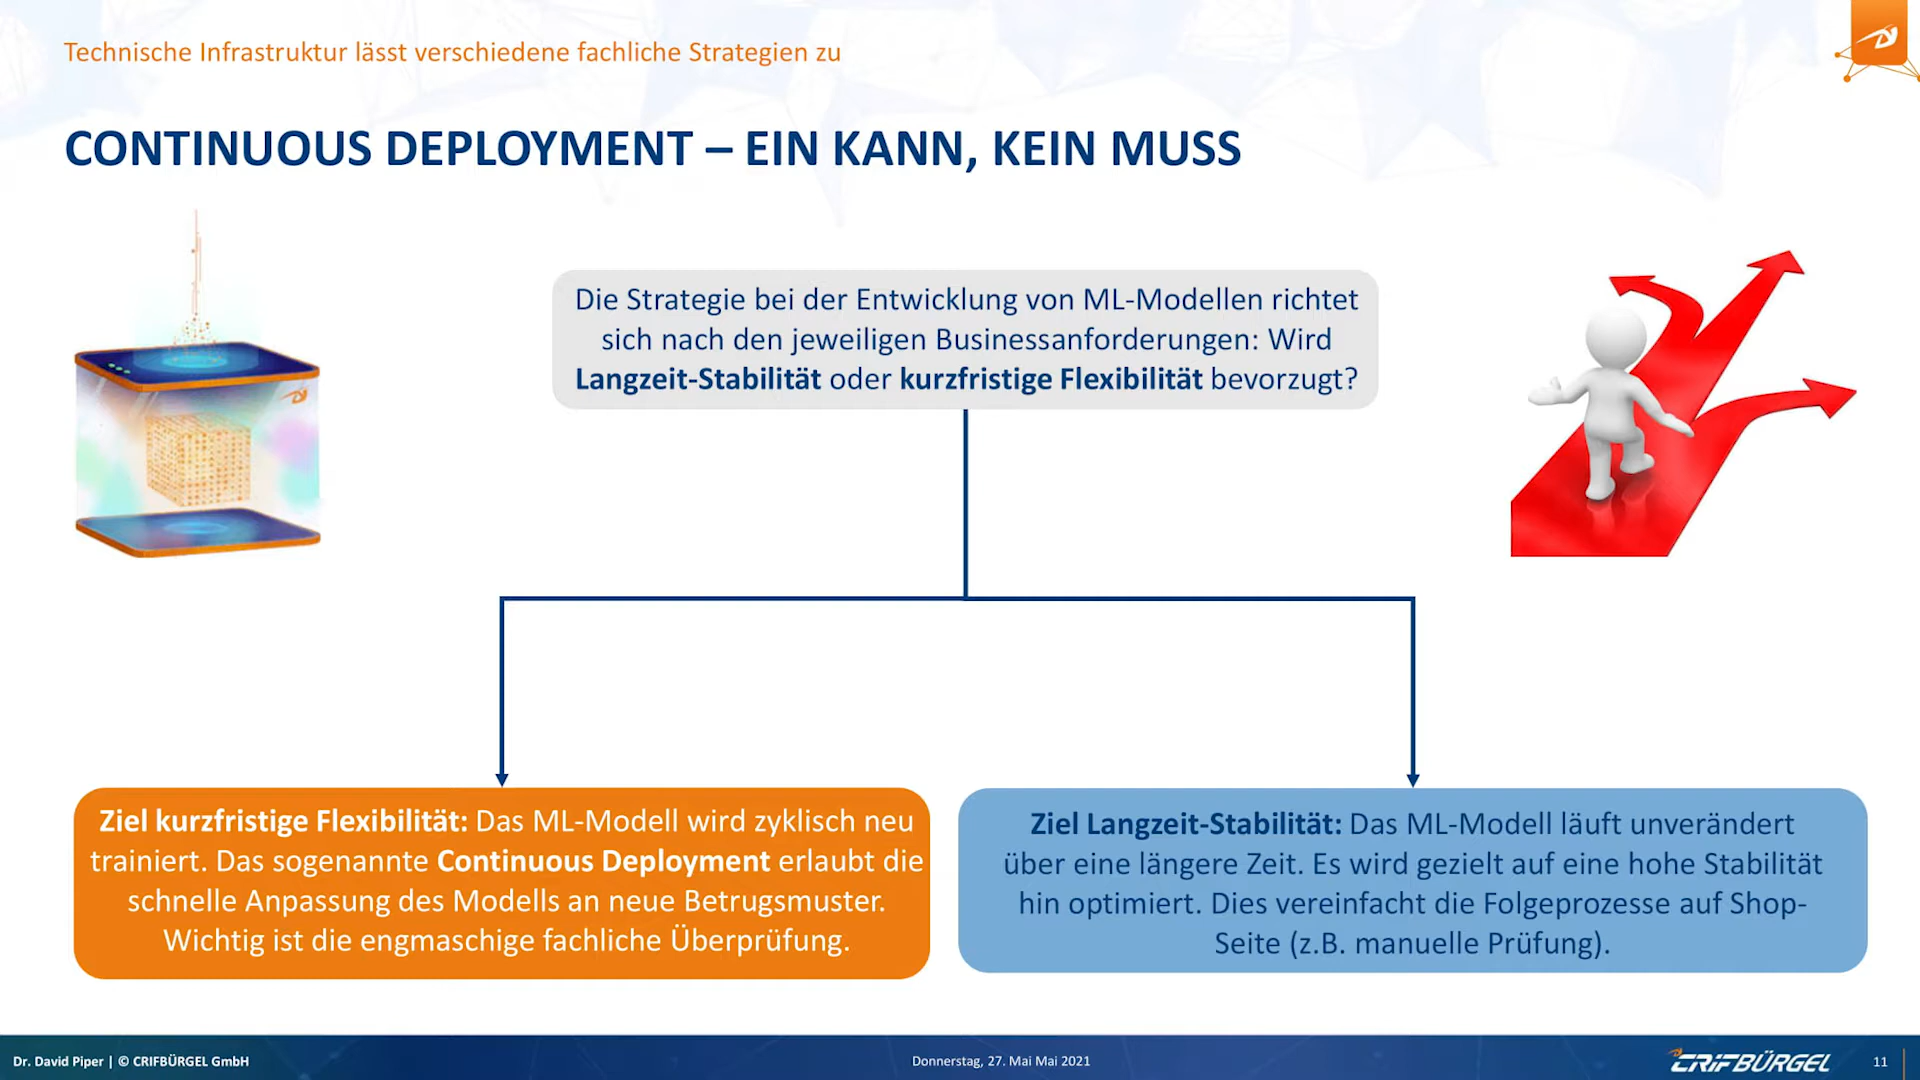 Technische Infrastruktur lässt verschiedene fachliche Strategien zu
CONTINUOUS DEPLOYMENT – EIN KANN, KEIN MUSS
Die Strategie bei der Entwicklung von ML-Modellen richtet
sich nach den jeweiligen Businessanforderungen: Wird
Langzeit-Stabilität oder kurzfristige Flexibilität bevorzugt?
Ziel kurzfristige Flexibilität: Das ML-Modell wird zyklisch neu
trainiert. Das sogenannte Continuous Deployment erlaubt die
schnelle Anpassung des Modells an neue Betrugsmuster.
Wichtig ist die engmaschige fachliche Überprüfung.
Ziel Langzeit-Stabilität: Das ML-Modell läuft unverändert
über eine längere Zeit. Es wird gezielt auf eine hohe Stabilität
hin optimiert. Dies vereinfacht die Folgeprozesse auf Shop-
Seite (z.B. manuelle Prüfung).
Dr. David Piper | © CRIFBÜRGEL GmbH
Donnerstag, 27. Mai Mai 2021
CRIFBÜRGEL
11